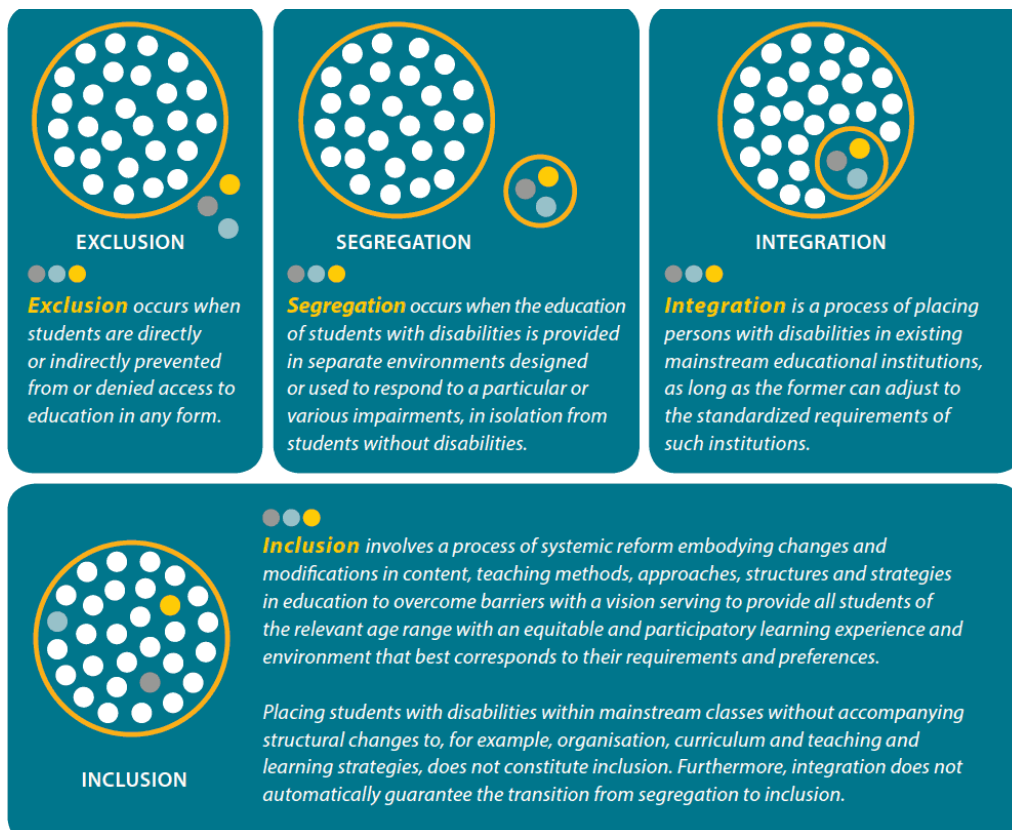 EXCLUSION
Exclusion occurs when
students are directly
or indirectly prevented
from or denied access to
education in any form.
SEGREGATION
Segregation occurs when the education
of students with disabilities is provided
in separate environments designed
or used to respond to a particular or
various impairments, in isolation from
students without disabilities.
INTEGRATION
Integration is a process of placing
persons with disabilities in existing
mainstream educational institutions,
as long as the former can adjust to
the standardized requirements of
such institutions.
INCLUSION
Inclusion involves a process of systemic reform embodying changes and
modifications in content, teaching methods, approaches, structures and strategies
in education to overcome barriers with a vision serving to provide all students of
the relevant age range with an equitable and participatory learning experience and
environment that best corresponds to their requirements and preferences.
Placing students with disabilities within mainstream classes without accompanying
structural changes to, for example, organisation, curriculum and teaching and
learning strategies, does not constitute inclusion. Furthermore, integration does not
automatically guarantee the transition from segregation to inclusion.